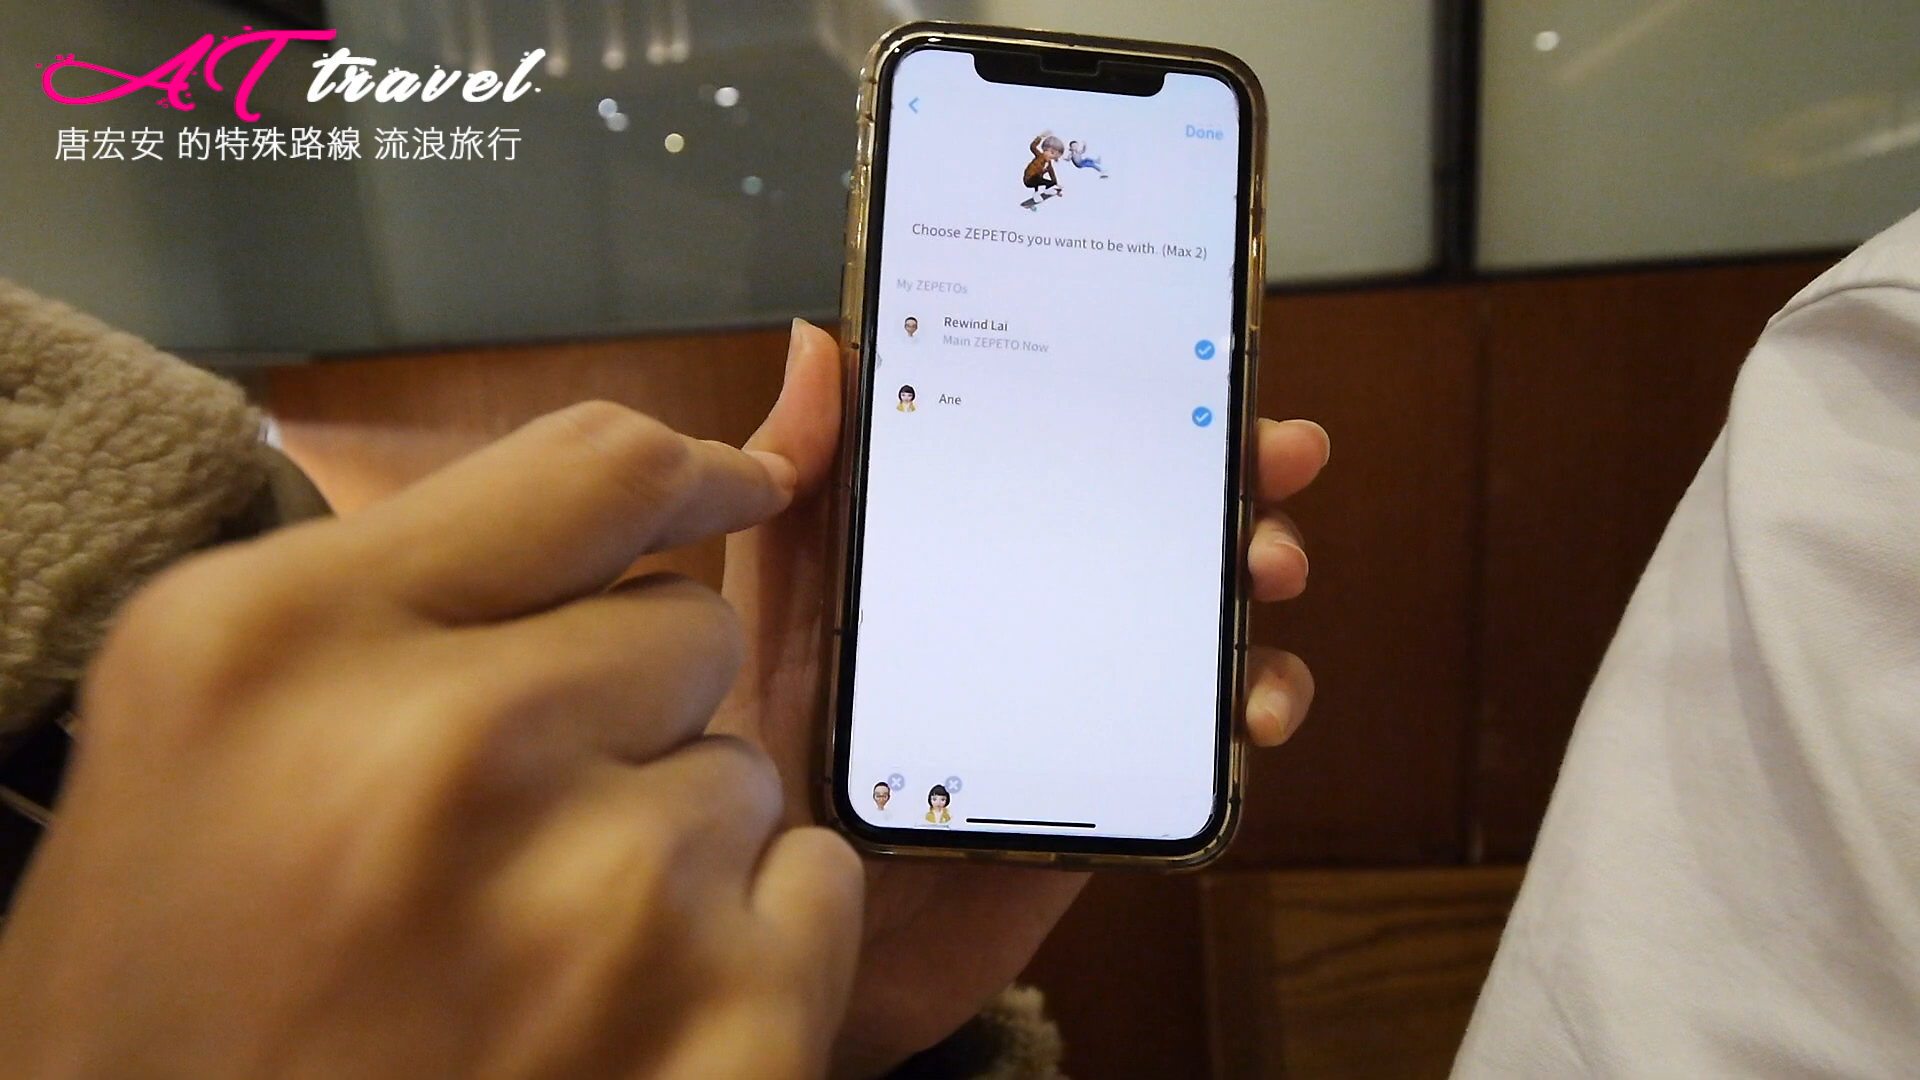 AT travel
唐宏安 的特殊路線 流浪旅行
Done
Choose ZEPETOs you want to be with. (Max 2)
My ZEPETOs
Rewind Lai
Main ZEPETO Now
Ane